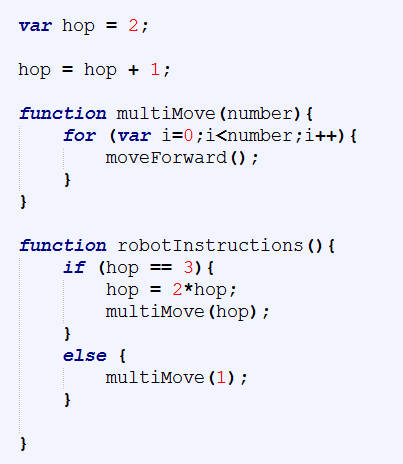 var hop = 2;
hop = hop + 1;
function multiMove(number){
for (var i=0;i<number;i++){
moveForward();
}
}
function robotInstructions(){
if (hop == 3){
hop = 2*hop;
multiMove(hop);
}
else {
multiMove(1);
}
}